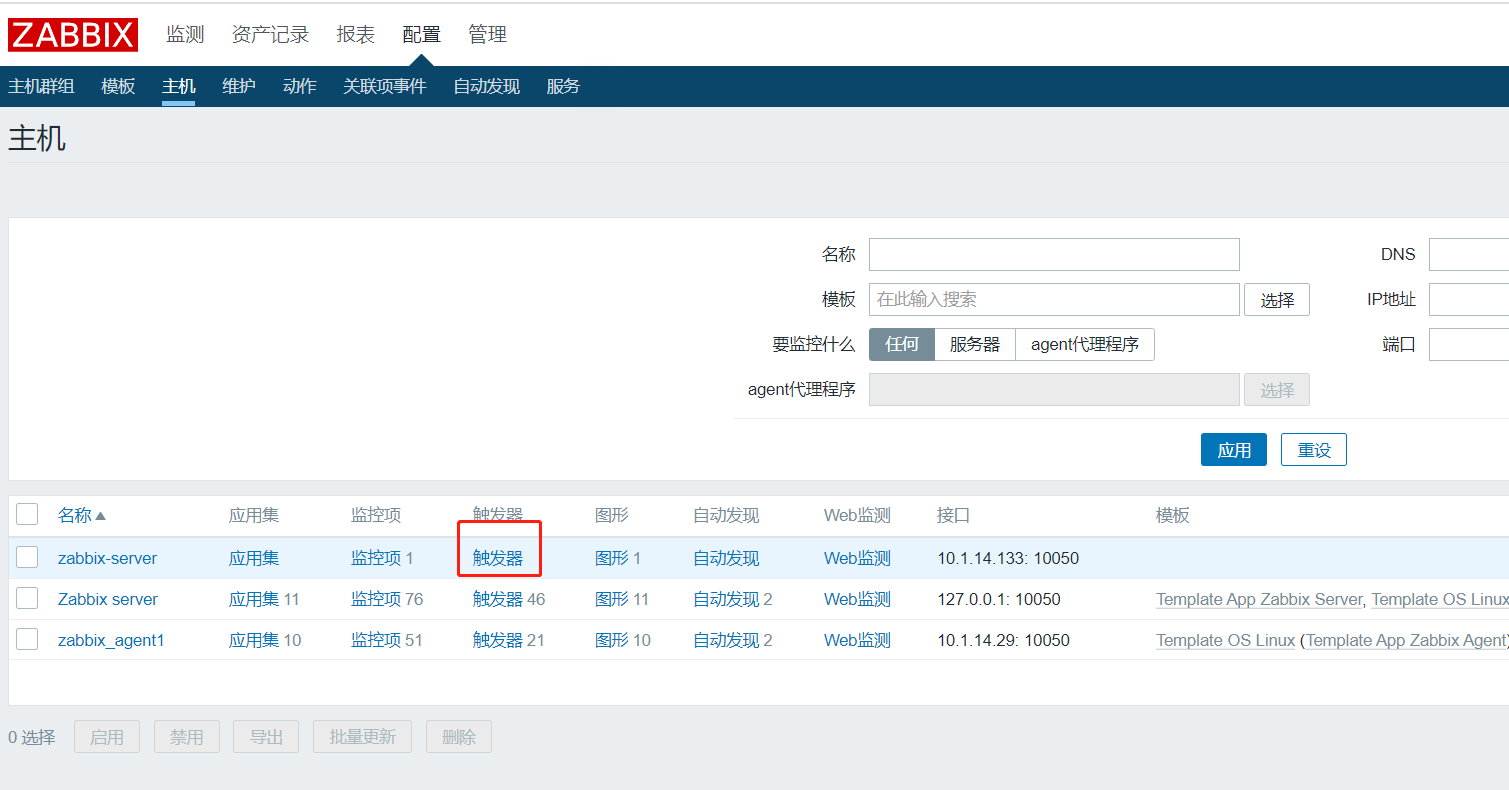 ZABBIX 监测 资产记录 报表 配置 管理
主机群组 模板 主机 维护 动作 关联项事件 自动发现 服务
主机
名称 DNS
模板 在此输入搜索 选择 IP地址
要监控什么 任何 服务器 agent代理程序 端口
agent代理程序 选择
应用 重设
名称 应用集 监控项 触发器 图形 自动发现 Web监测 接口 模板
zabbix-server 应用集 监控项 1 触发器 图形 1 自动发现 Web监测 10.1.14.133: 10050
Zabbix server 应用集 11 监控项 76 触发器 46 图形 11 自动发现 2 Web监测 127.0.0.1: 10050 Template App Zabbix Server, Template OS Linux
zabbix_agent1 应用集 10 监控项 51 触发器 21 图形 10 自动发现 2 Web监测 10.1.14.29: 10050 Template OS Linux (Template App Zabbix Agent)
0 选择 启用 禁用 导出 批量更新 删除